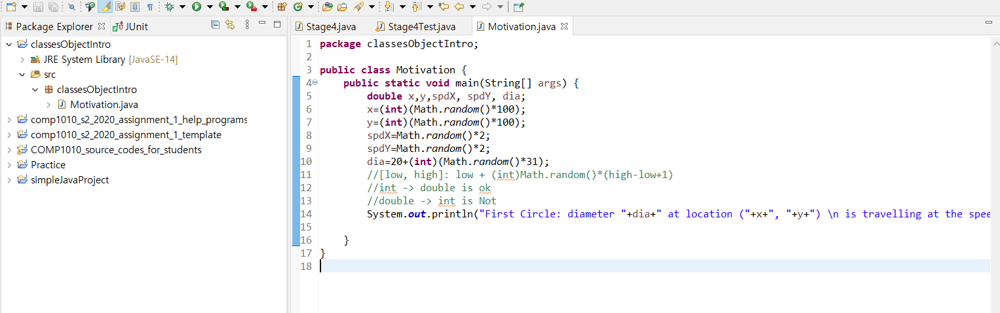 Package Explorer JUnit
classesObjectIntro
JRE System Library [JavaSE-14]
src
classesObjectIntro
Motivation.java
comp1010_s2_2020_assignment_1_help_programs
comp1010_s2_2020_assignment_1_template
COMP1010_source_codes_for_students
Practice
simpleJavaProject
Stage4.java Stage4Test.java Motivation.java
1 package classesObjectIntro;
2
3 public class Motivation {
4 public static void main(String[] args) {
5 double x,y,spdX, spdY, dia;
6 x=(int)(Math.random()*100);
7 y=(int)(Math.random()*100);
8 spdX=Math.random()*2;
9 spdY=Math.random()*2;
10 dia=20+(int)(Math.random()*31);
11 //[low, high]: low + (int)Math.random()*(high-low+1)
12 //int -> double is ok
13 //double -> int is Not
14 System.out.println("First Circle: diameter "+dia+" at location ("+x+", "+y+") \n is travelling at the spee
15
16 }
17 }
18